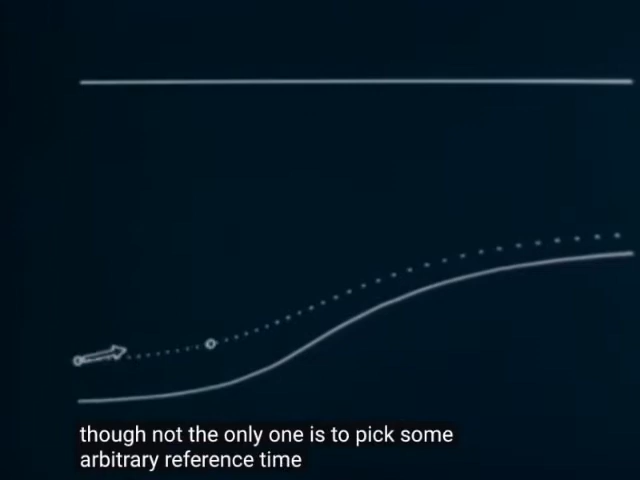 though not the only one is to pick some
arbitrary reference time